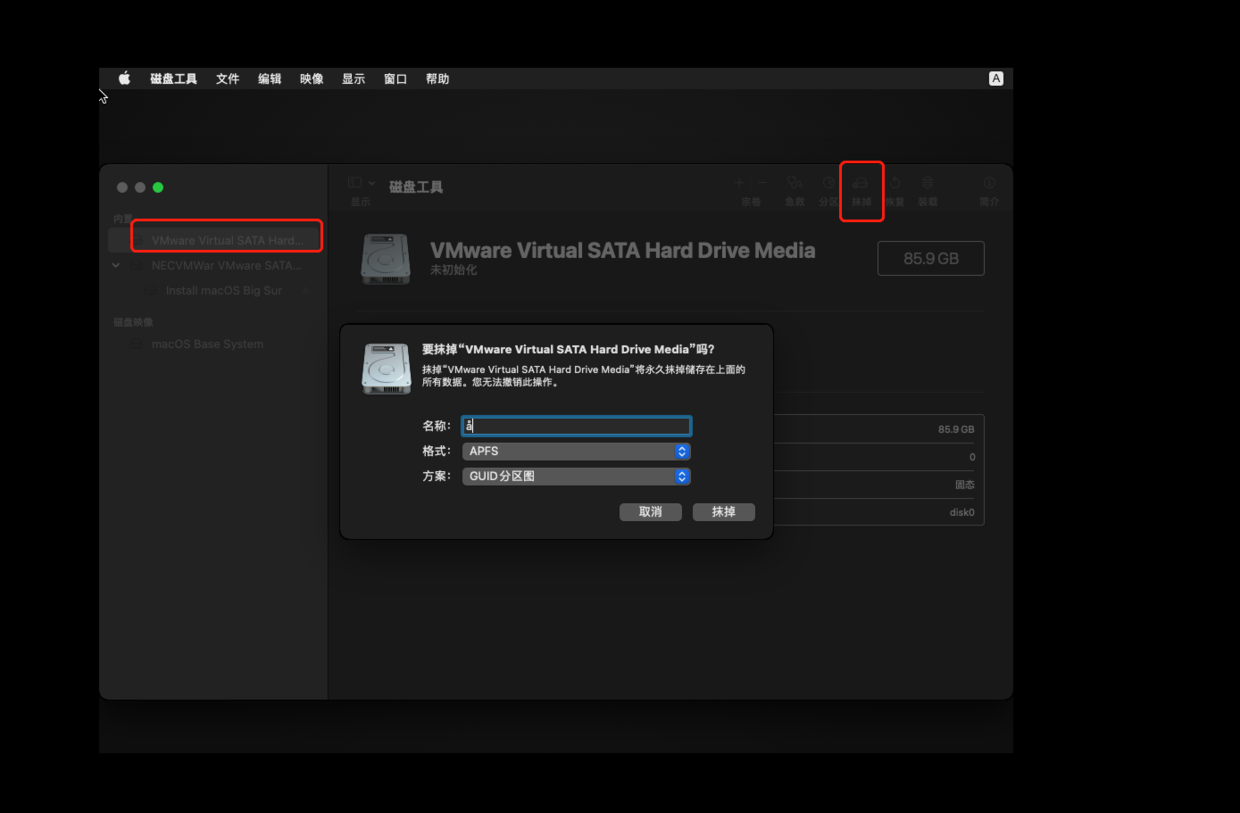 磁盘工具 文件 编辑 映像 显示 窗口 帮助 A
磁盘工具
显示 宗卷 急救 分区 抹掉 恢复 装载 简介
内置
VMware Virtual SATA Hard...
NECVMWar VMware SATA...
Install macOS Big Sur
磁盘映像
macOS Base System
VMware Virtual SATA Hard Drive Media
未初始化
85.9 GB
要抹掉“VMware Virtual SATA Hard Drive Media”吗?
抹掉“VMware Virtual SATA Hard Drive Media”将永久抹掉储存在上面的
所有数据。您无法撤销此操作。
名称: å
格式: APFS
方案: GUID分区图
取消 抹掉
85.9 GB
0
固态
disk0